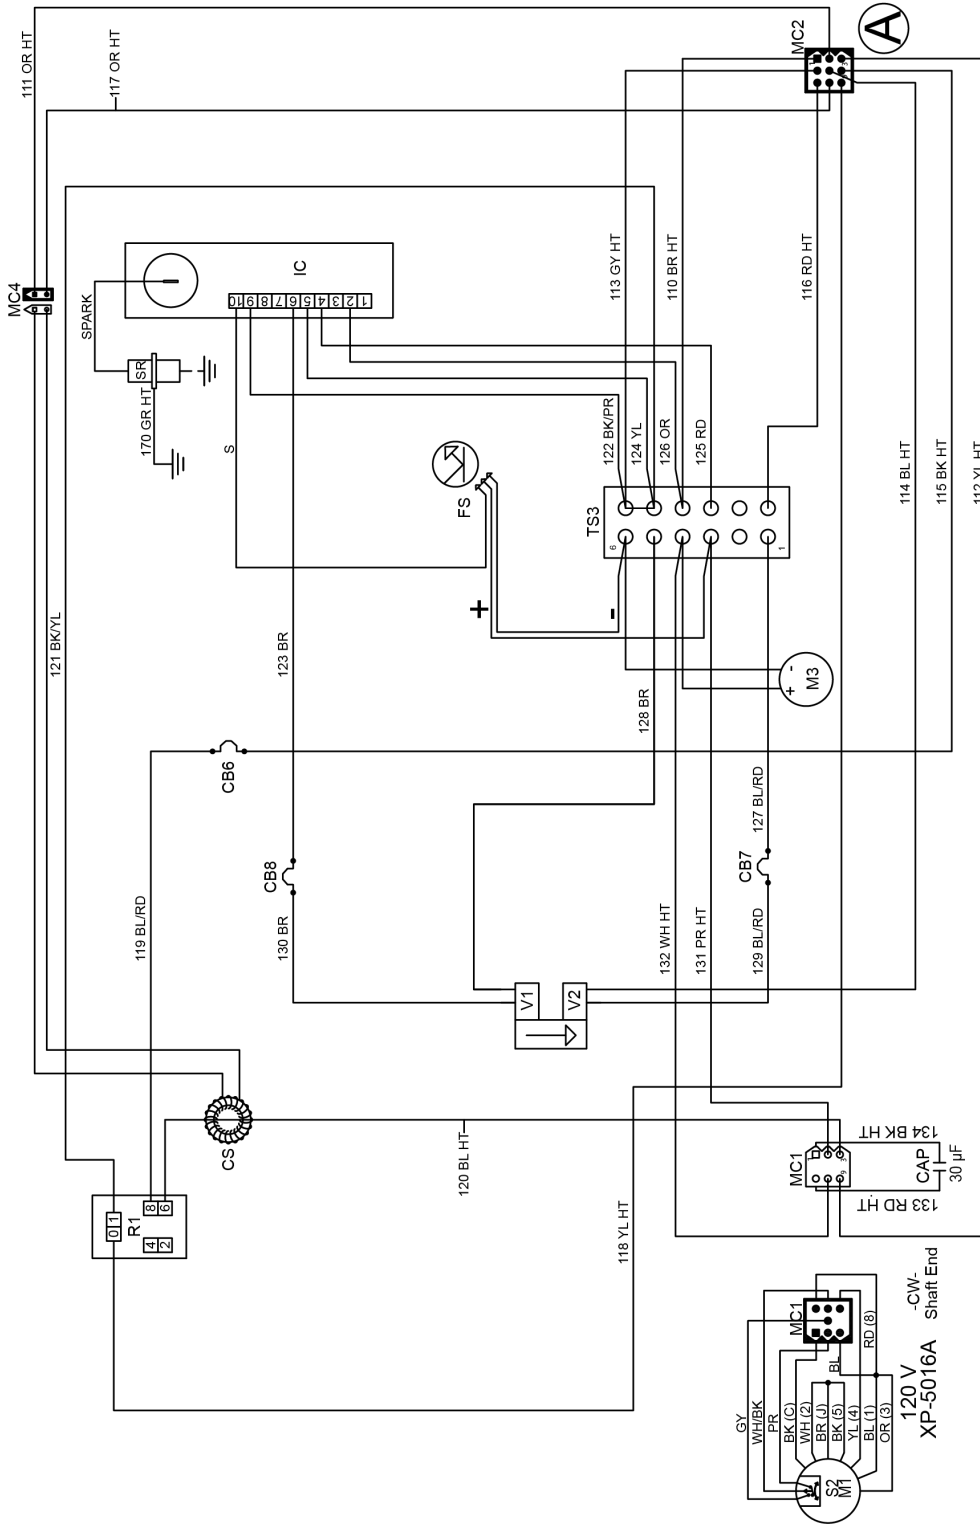 111 OR HT
117 OR HT
MC2
A
MC4
SPARK
SR
170 GR HT
IC
10
9
8
7
6
5
4
3
2
1
113 GY HT
110 BR HT
116 RD HT
S
FS
122 BK/PR
124 YL
126 OR
125 RD
114 BL HT
115 BK HT
112 YL HT
TS3
6
1
+
-
121 BK/YL
123 BR
128 BR
+
-
M3
CB6
CB8
CB7
127 BL/RD
119 BL/RD
130 BR
132 WH HT
131 PR HT
129 BL/RD
V1
V2
CS
120 BL HT
118 YL HT
R1
0
1
8
6
4
2
MC1
1
3
9
134 BK HT
CAP
30 µF
133 RD HT
MC1
-CW-
Shaft End
120 V
XP-5016A
GY
WH/BK
PR
BK (C)
WH (2)
BR (J)
BK (5)
YL (4)
BL (1)
OR (3)
BL
RD (8)
S2
M1